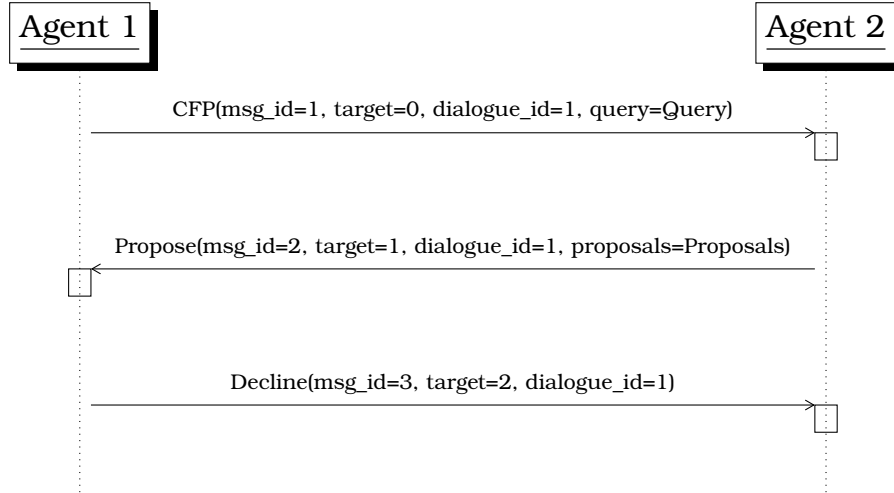 Agent 1
Agent 2
CFP(msg_id=1, target=0, dialogue_id=1, query=Query)
Propose(msg_id=2, target=1, dialogue_id=1, proposals=Proposals)
Decline(msg_id=3, target=2, dialogue_id=1)